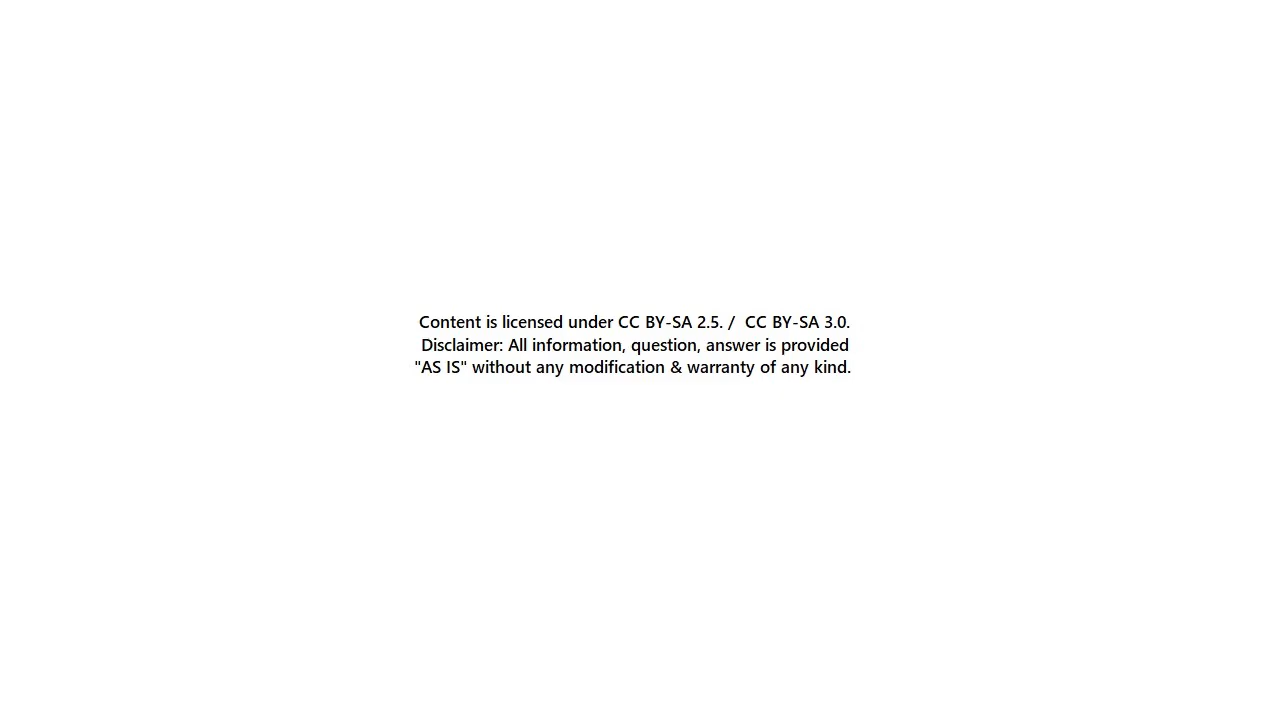 Content is licensed under CC BY-SA 2.5. /  CC BY-SA 3.0.
Disclaimer: All information, question, answer is provided
"AS IS" without any modification & warranty of any kind.